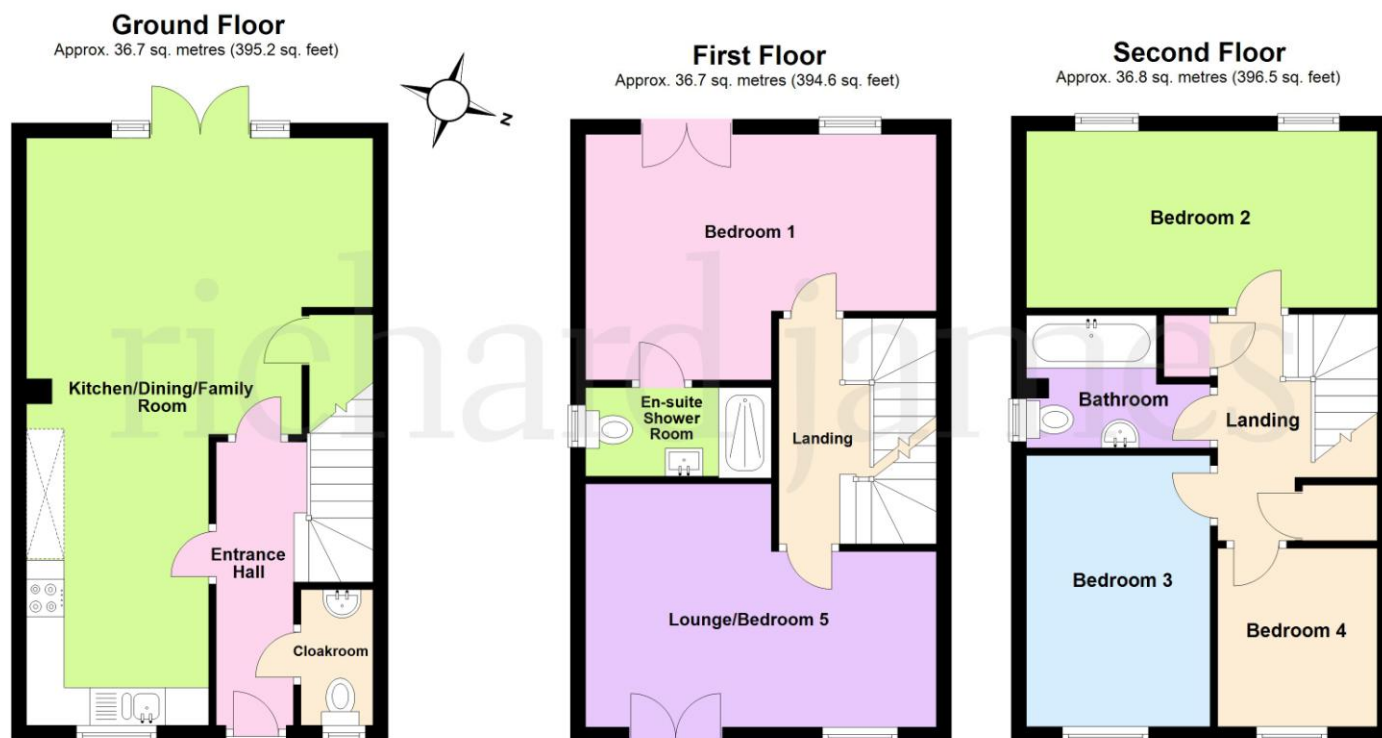 Ground Floor
Approx. 36.7 sq. metres (395.2 sq. feet)
Kitchen/Dining/Family
Room
Entrance
Hall
Cloakroom
N
First Floor
Approx. 36.7 sq. metres (394.6 sq. feet)
Bedroom 1
En-suite
Shower
Room
Landing
Lounge/Bedroom 5
Second Floor
Approx. 36.8 sq. metres (396.5 sq. feet)
Bedroom 2
Bathroom
Landing
Bedroom 3
Bedroom 4
richard james